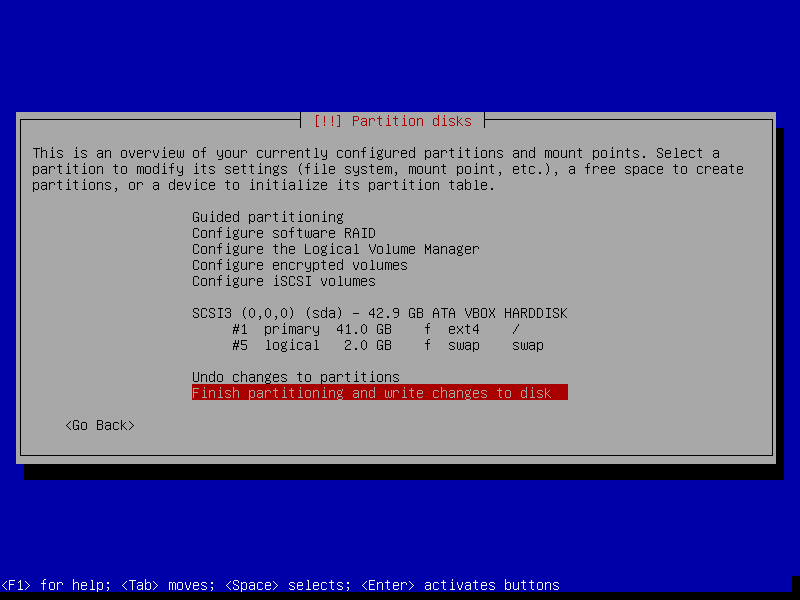 [!!] Partition disks
This is an overview of your currently configured partitions and mount points. Select a
partition to modify its settings (file system, mount point, etc.), a free space to create
partitions, or a device to initialize its partition table.
Guided partitioning
Configure software RAID
Configure the Logical Volume Manager
Configure encrypted volumes
Configure iSCSI volumes
SCSI3 (0,0,0) (sda) - 42.9 GB ATA VBOX HARDDISK
#1 primary 41.0 GB f ext4 /
#5 logical 2.0 GB f swap swap
Undo changes to partitions
Finish partitioning and write changes to disk
<Go Back>
<F1> for help; <Tab> moves; <Space> selects; <Enter> activates buttons